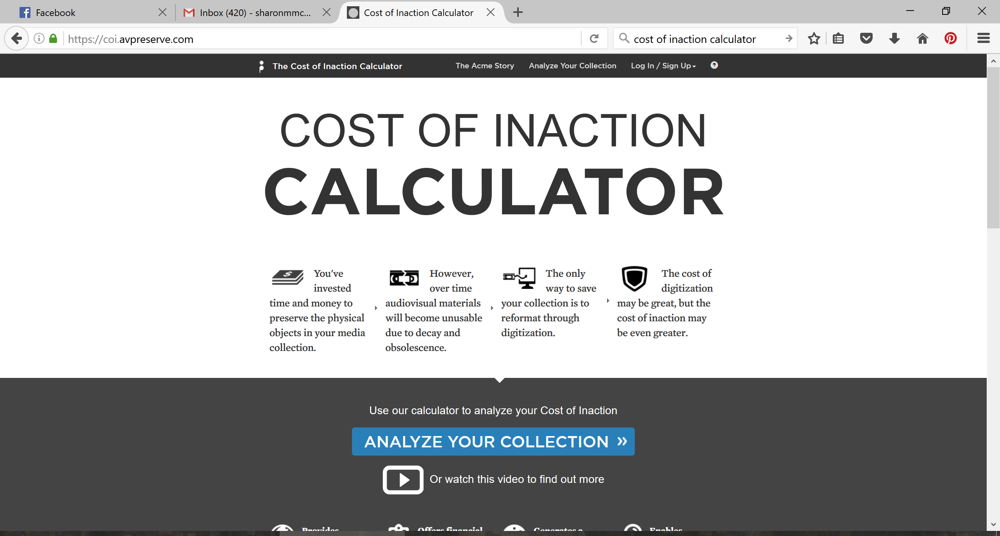 Facebook
Inbox (420) - sharonmmc...
Cost of Inaction Calculator
https://coi.avpreserve.com
cost of inaction calculator
The Cost of Inaction Calculator
The Acme Story
Analyze Your Collection
Log In / Sign Up
COST OF INACTION
CALCULATOR
You've
invested
time and money to
preserve the physical
objects in your media
collection.
However,
over time
audiovisual materials
will become unusable
due to decay and
obsolescence.
The only
way to save
your collection is to
reformat through
digitization.
The cost of
digitization
may be great, but the
cost of inaction may
be even greater.
Use our calculator to analyze your Cost of Inaction
ANALYZE YOUR COLLECTION »
Or watch this video to find out more
Provides
Offers financial
Generates a
Enables